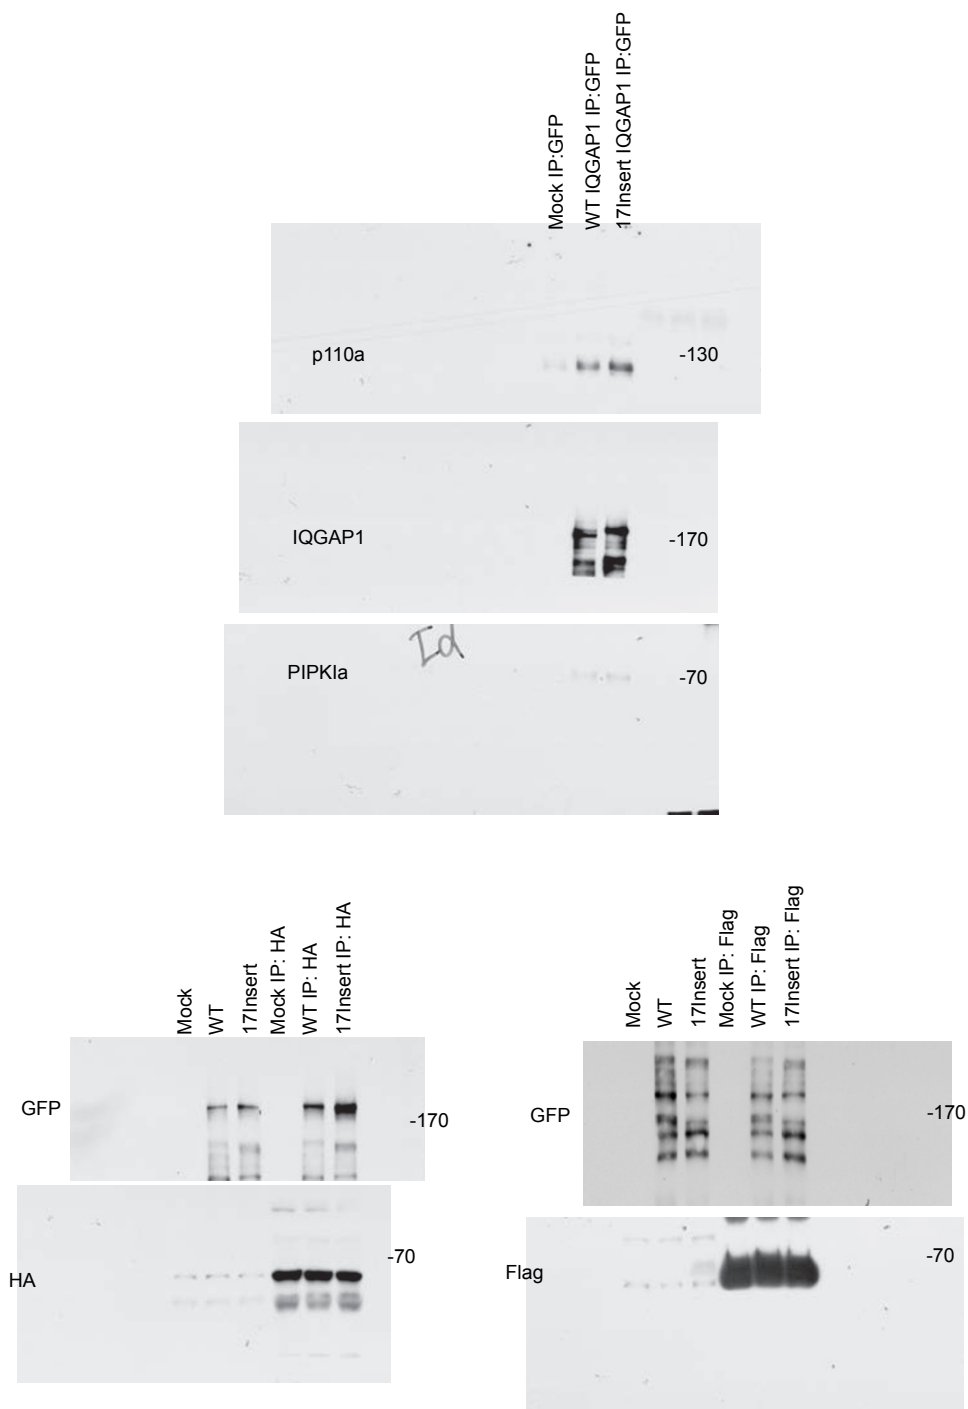 Mock IP:GFP
WT IQGAP1 IP:GFP
17Insert IQGAP1 IP:GFP
p110a
-130
IQGAP1
-170
Id
PIPKIa
-70
Mock
WT
17Insert
Mock IP: HA
WT IP: HA
17Insert IP: HA
GFP
-170
HA
-70
Mock
WT
17Insert
Mock IP: Flag
WT IP: Flag
17Insert IP: Flag
GFP
-170
Flag
-70